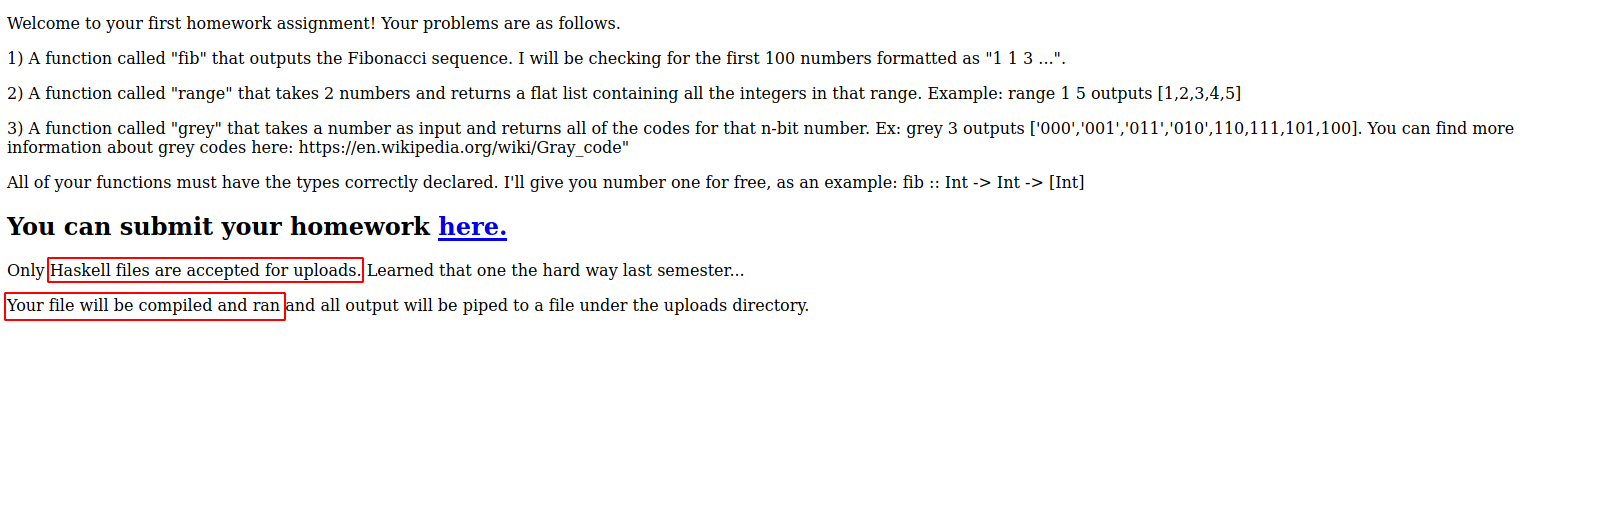 Welcome to your first homework assignment! Your problems are as follows.
1) A function called "fib" that outputs the Fibonacci sequence. I will be checking for the first 100 numbers formatted as "1 1 3 ...".
2) A function called "range" that takes 2 numbers and returns a flat list containing all the integers in that range. Example: range 1 5 outputs [1,2,3,4,5]
3) A function called "grey" that takes a number as input and returns all of the codes for that n-bit number. Ex: grey 3 outputs ['000','001','011','010',110,111,101,100]. You can find more
information about grey codes here: https://en.wikipedia.org/wiki/Gray_code"
All of your functions must have the types correctly declared. I'll give you number one for free, as an example: fib :: Int -> Int -> [Int]
You can submit your homework here.
Only Haskell files are accepted for uploads. Learned that one the hard way last semester...
Your file will be compiled and ran and all output will be piped to a file under the uploads directory.